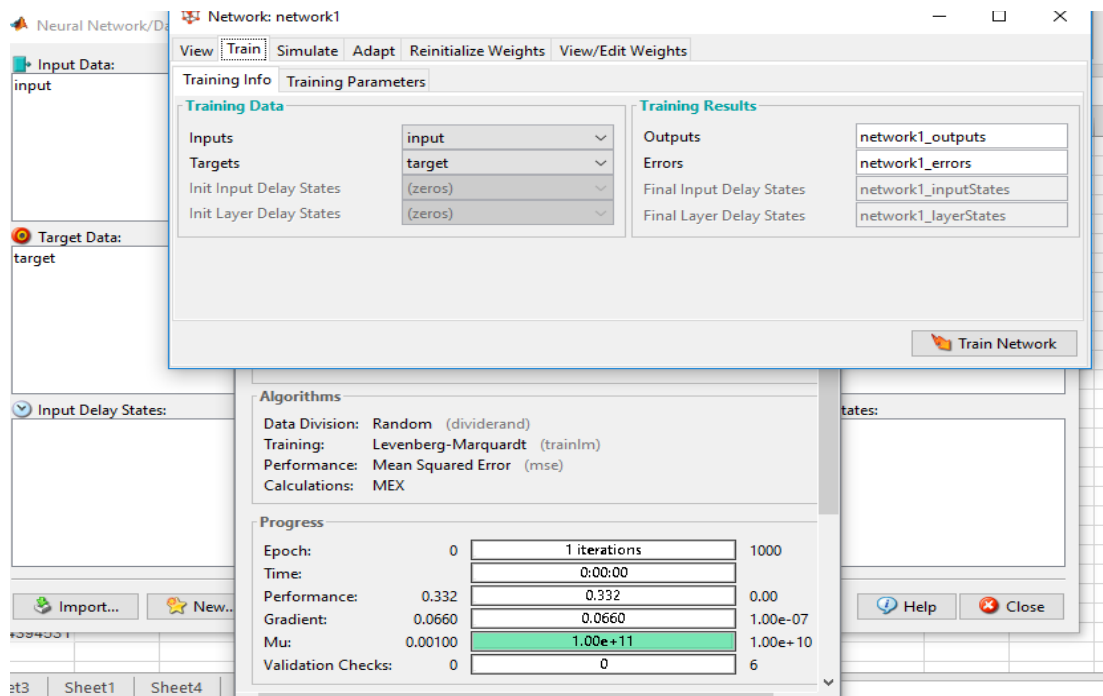 Neural Network/Da
Network: network1
View Train Simulate Adapt Reinitialize Weights View/Edit Weights
Training Info Training Parameters
Input Data:
input
Training Data
Inputs input
Targets target
Init Input Delay States (zeros)
Init Layer Delay States (zeros)
Training Results
Outputs network1_outputs
Errors network1_errors
Final Input Delay States network1_inputStates
Final Layer Delay States network1_layerStates
Target Data:
target
Train Network
Input Delay States:
tates:
Algorithms
Data Division: Random (dividerand)
Training: Levenberg-Marquardt (trainlm)
Performance: Mean Squared Error (mse)
Calculations: MEX
Progress
Epoch: 0 1 iterations 1000
Time: 0:00:00
Performance: 0.332 0.332 0.00
Gradient: 0.0660 0.0660 1.00e-07
Mu: 0.00100 1.00e+11 1.00e+10
Validation Checks: 0 0 6
Import... New.. Help Close
et3 Sheet1 Sheet4